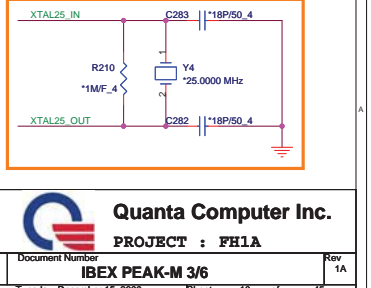 XTAL25_IN
C283
*18P/50_4
R210
*1M/F_4
1
Y4
*25.0000 MHz
2
XTAL25_OUT
C282
*18P/50_4
A
Quanta Computer Inc.
PROJECT : FH1A
Document Number
Rev
IBEX PEAK-M 3/6
1A